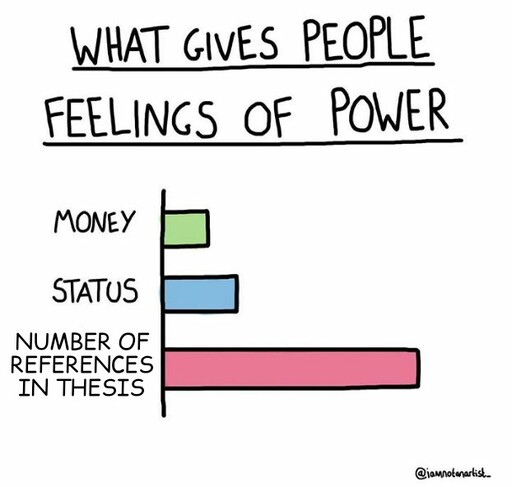 WHAT GIVES PEOPLE
FEELINGS OF POWER
MONEY
STATUS
NUMBER OF
REFERENCES
IN THESIS
@iamnotanartist_